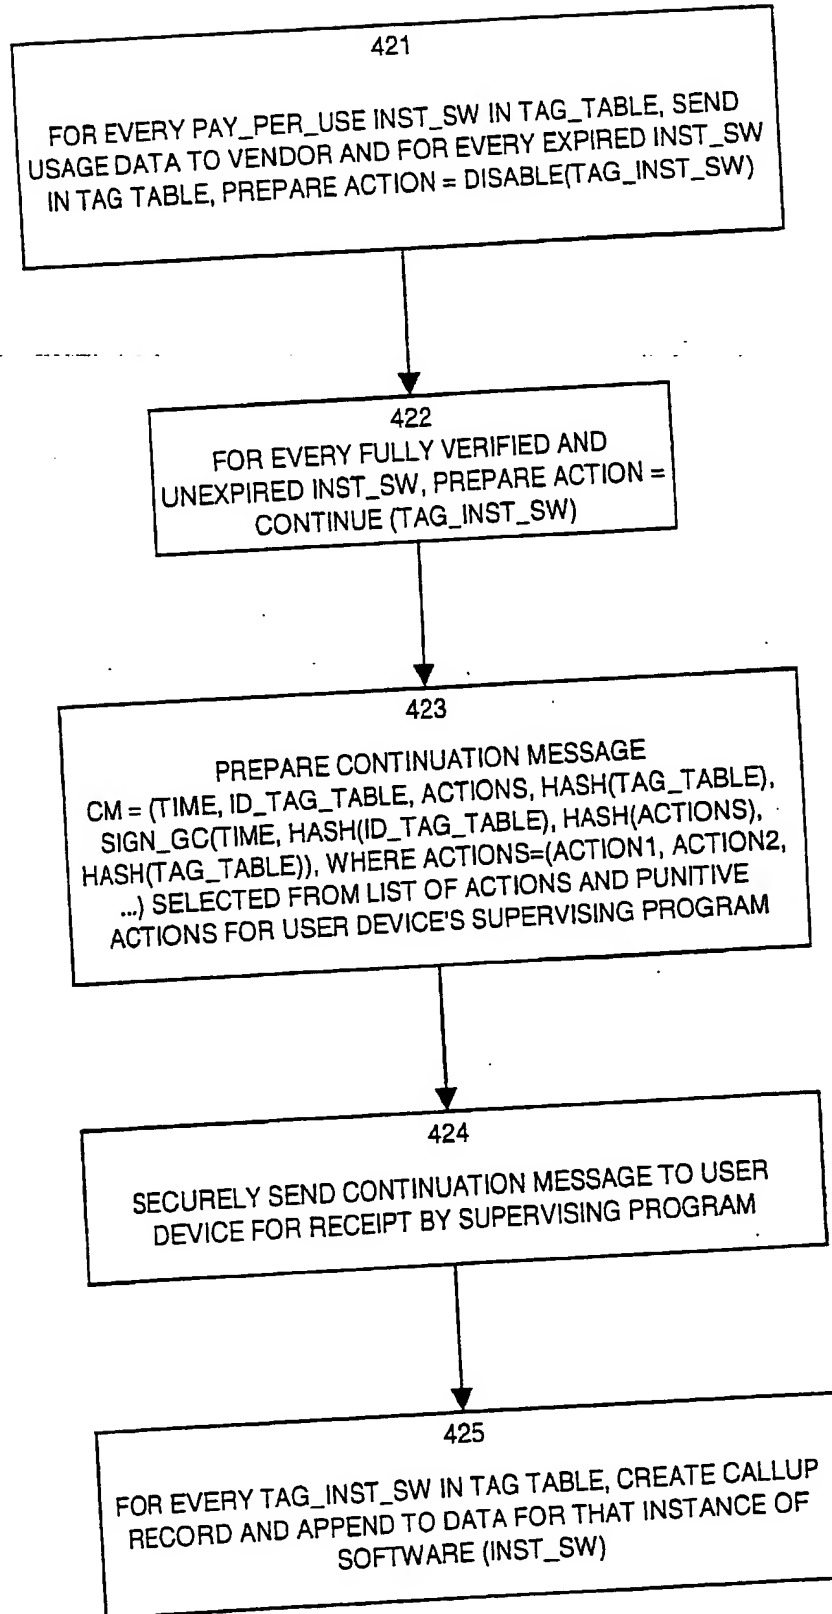 421
FOR EVERY PAY_PER_USE INST_SW IN TAG_TABLE, SEND
USAGE DATA TO VENDOR AND FOR EVERY EXPIRED INST_SW
IN TAG TABLE, PREPARE ACTION = DISABLE(TAG_INST_SW)
422
FOR EVERY FULLY VERIFIED AND
UNEXPIRED INST_SW, PREPARE ACTION =
CONTINUE (TAG_INST_SW)
423
PREPARE CONTINUATION MESSAGE
CM = (TIME, ID_TAG_TABLE, ACTIONS, HASH(TAG_TABLE),
SIGN_GC(TIME, HASH(ID_TAG_TABLE), HASH(ACTIONS),
HASH(TAG_TABLE)), WHERE ACTIONS=(ACTION1, ACTION2,
...) SELECTED FROM LIST OF ACTIONS AND PUNITIVE
ACTIONS FOR USER DEVICE'S SUPERVISING PROGRAM
424
SECURELY SEND CONTINUATION MESSAGE TO USER
DEVICE FOR RECEIPT BY SUPERVISING PROGRAM
425
FOR EVERY TAG_INST_SW IN TAG TABLE, CREATE CALLUP
RECORD AND APPEND TO DATA FOR THAT INSTANCE OF
SOFTWARE (INST_SW)